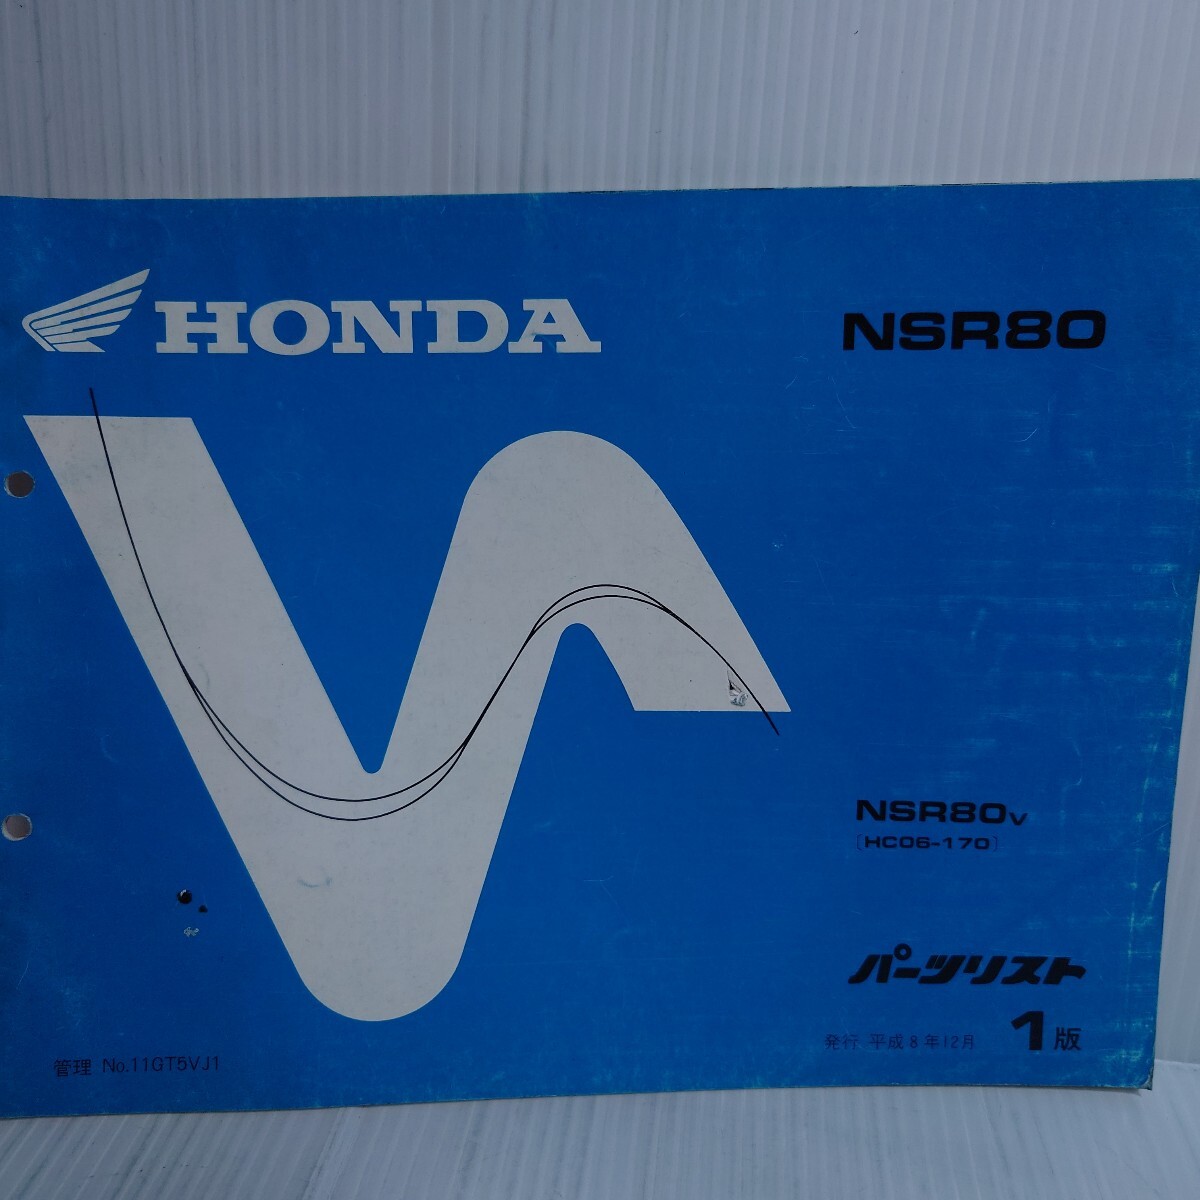 HONDA
NSR80
NSR80V
〔HC06-170〕
パーツリスト
発行 平成8年12月 1版
管理 No.11GT5VJ1